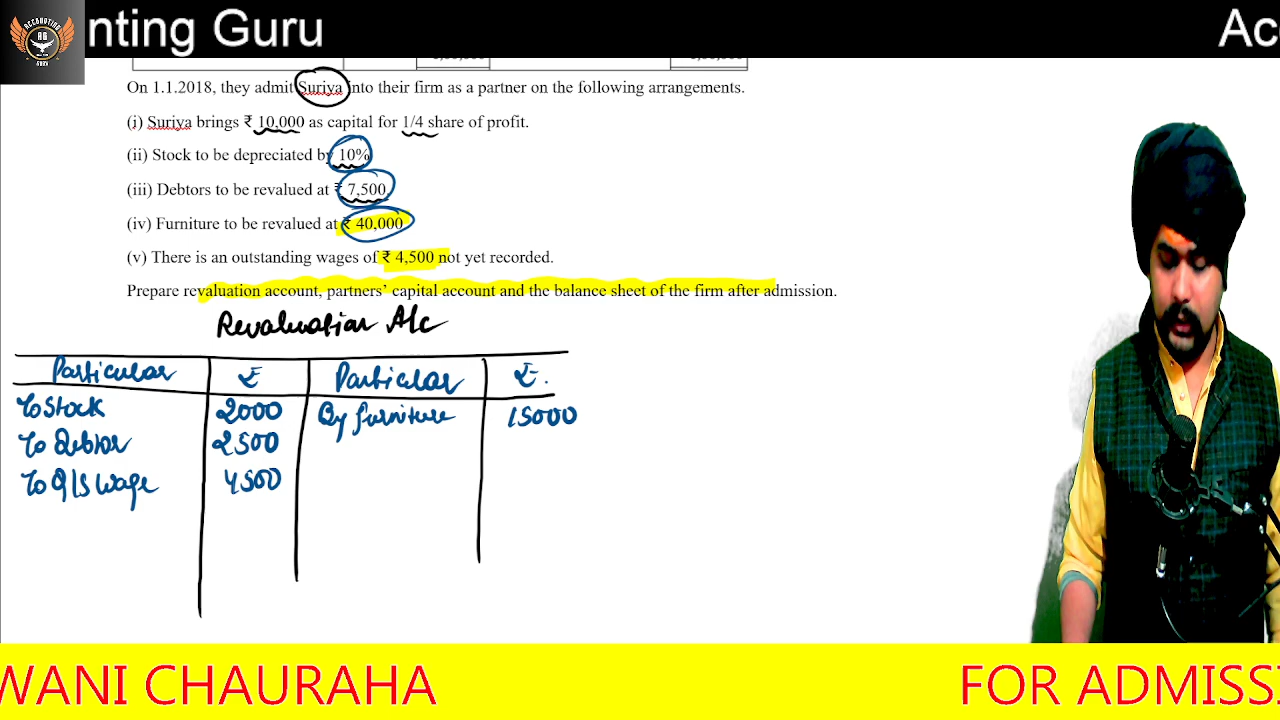 nting Guru
Ac
ACCOUNTING
AG
GURU
On 1.1.2018, they admit Suriya into their firm as a partner on the following arrangements.
(i) Suriya brings ₹ 10,000 as capital for 1/4 share of profit.
(ii) Stock to be depreciated by 10%
(iii) Debtors to be revalued at ₹ 7,500
(iv) Furniture to be revalued at ₹ 40,000
(v) There is an outstanding wages of ₹ 4,500 not yet recorded.
Prepare revaluation account, partners’ capital account and the balance sheet of the firm after admission.
Revaluation A/c
Particular ₹ Particular ₹.
To Stock 2000 By furniture 15000
To Debtor 2500
To O/S wage 4500
WANI CHAURAHA FOR ADMISSI